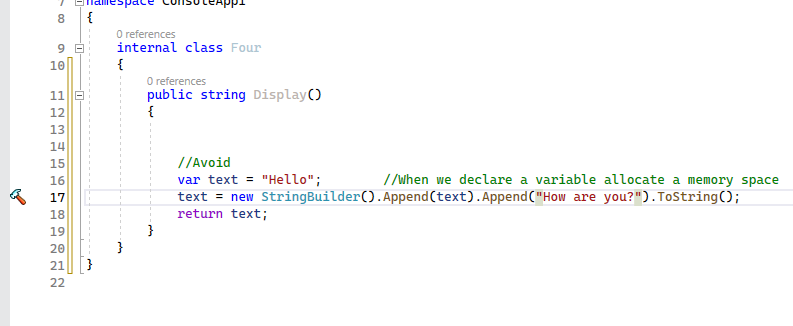 7 namespace ConsoleApp1
8 {
0 references
9 internal class Four
10 {
0 references
11 public string Display()
12 {
13
14
15 //Avoid
16 var text = "Hello"; //When we declare a variable allocate a memory space
17 text = new StringBuilder().Append(text).Append("How are you?").ToString();
18 return text;
19 }
20 }
21 }
22